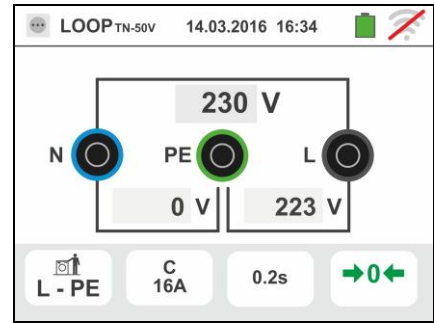 LOOP TN-50V 14.03.2016 16:34
230 V
N PE L
0 V 223 V
L - PE
C
16A
0.2s
0